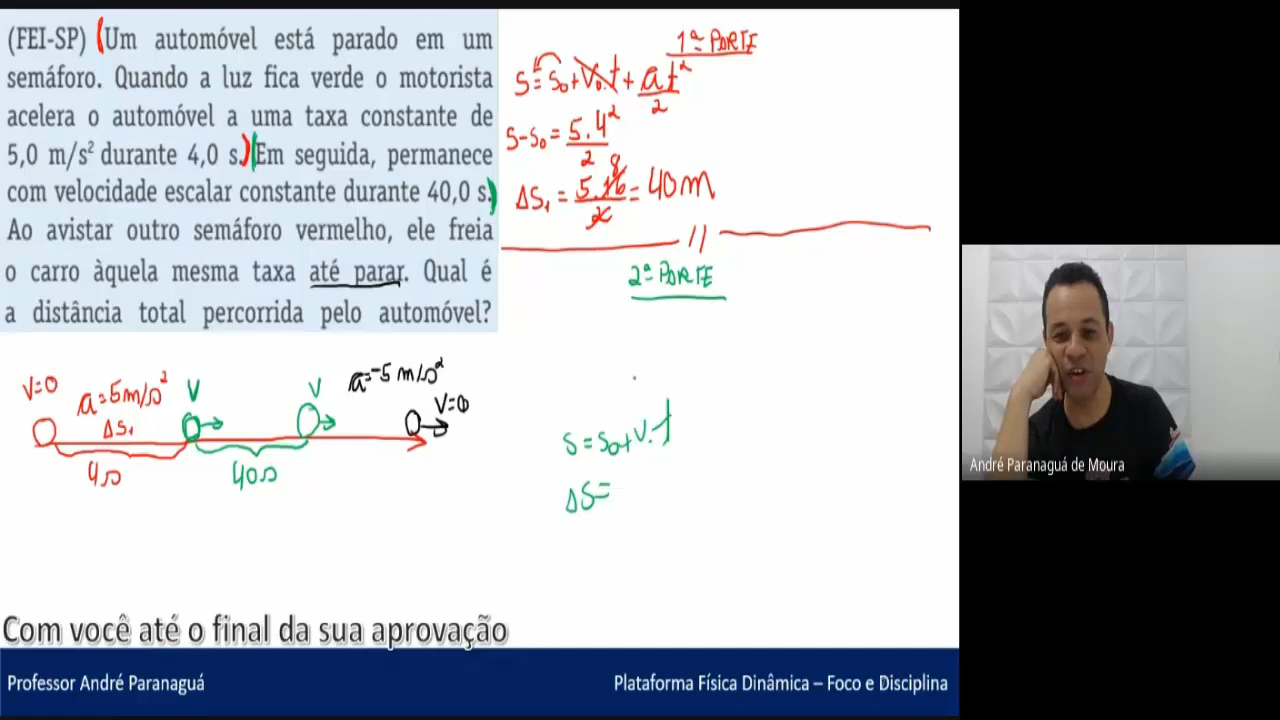 (FEI-SP) (Um automóvel está parado em um
semáforo. Quando a luz fica verde o motorista
acelera o automóvel a uma taxa constante de
5,0 m/s² durante 4,0 s.) (Em seguida, permanece
com velocidade escalar constante durante 40,0 s.)
Ao avistar outro semáforo vermelho, ele freia
o carro àquela mesma taxa até parar. Qual é
a distância total percorrida pelo automóvel?
1ª PARTE
S = S₀ + V₀.t + at²/2
S-S₀ = 5.4²/2
8
ΔS₁ = 5.16/2 = 40m
//
2ª PARTE
V=0 a=5m/s² V V a=-5 m/s² V=0
ΔS₁
4s 40s
S=S₀+V.t
ΔS=
André Paranaguá de Moura
Com você até o final da sua aprovação
Professor André Paranaguá
Plataforma Física Dinâmica – Foco e Disciplina